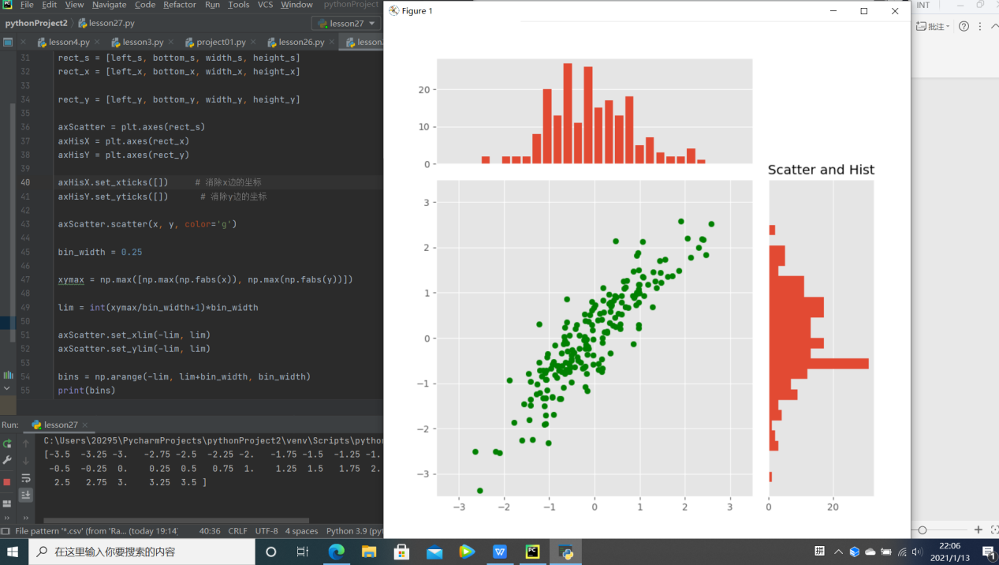 File Edit View Navigate Code Refactor Run Tools VCS Window pythonProject
Figure 1
INT
pythonProject2 lesson27.py
lesson27
批注
lesson4.py lesson3.py project01.py lesson26.py lesson
31 rect_s = [left_s, bottom_s, width_s, height_s]
32 rect_x = [left_x, bottom_x, width_x, height_x]
33
34 rect_y = [left_y, bottom_y, width_y, height_y]
35
36 axScatter = plt.axes(rect_s)
37 axHisX = plt.axes(rect_x)
38 axHisY = plt.axes(rect_y)
39
40 axHisX.set_xticks([]) # 消除x边的坐标
41 axHisY.set_yticks([]) # 消除y边的坐标
42
43 axScatter.scatter(x, y, color='g')
44
45 bin_width = 0.25
46
47 xymax = np.max([np.max(np.fabs(x)), np.max(np.fabs(y))])
48
49 lim = int(xymax/bin_width+1)*bin_width
50
51 axScatter.set_xlim(-lim, lim)
52 axScatter.set_ylim(-lim, lim)
53
54 bins = np.arange(-lim, lim+bin_width, bin_width)
55 print(bins)
Run: lesson27
C:\Users\20295\PycharmProjects\pythonProject2\venv\Scripts\python
[-3.5 -3.25 -3. -2.75 -2.5 -2.25 -2. -1.75 -1.5 -1.25 -1.
-0.5 -0.25 0. 0.25 0.5 0.75 1. 1.25 1.5 1.75 2.
2.5 2.75 3. 3.25 3.5 ]
File pattern '*.csv' (from 'Ra... (today 19:14) 40:36 CRLF UTF-8 4 spaces Python 3.9 (pyt
20
10
0
Scatter and Hist
3
2
1
0
−1
−2
−3
−3 −2 −1 0 1 2 3
0 20
在这里输入你要搜索的内容
PC
拼
22:06
2021/1/13
1